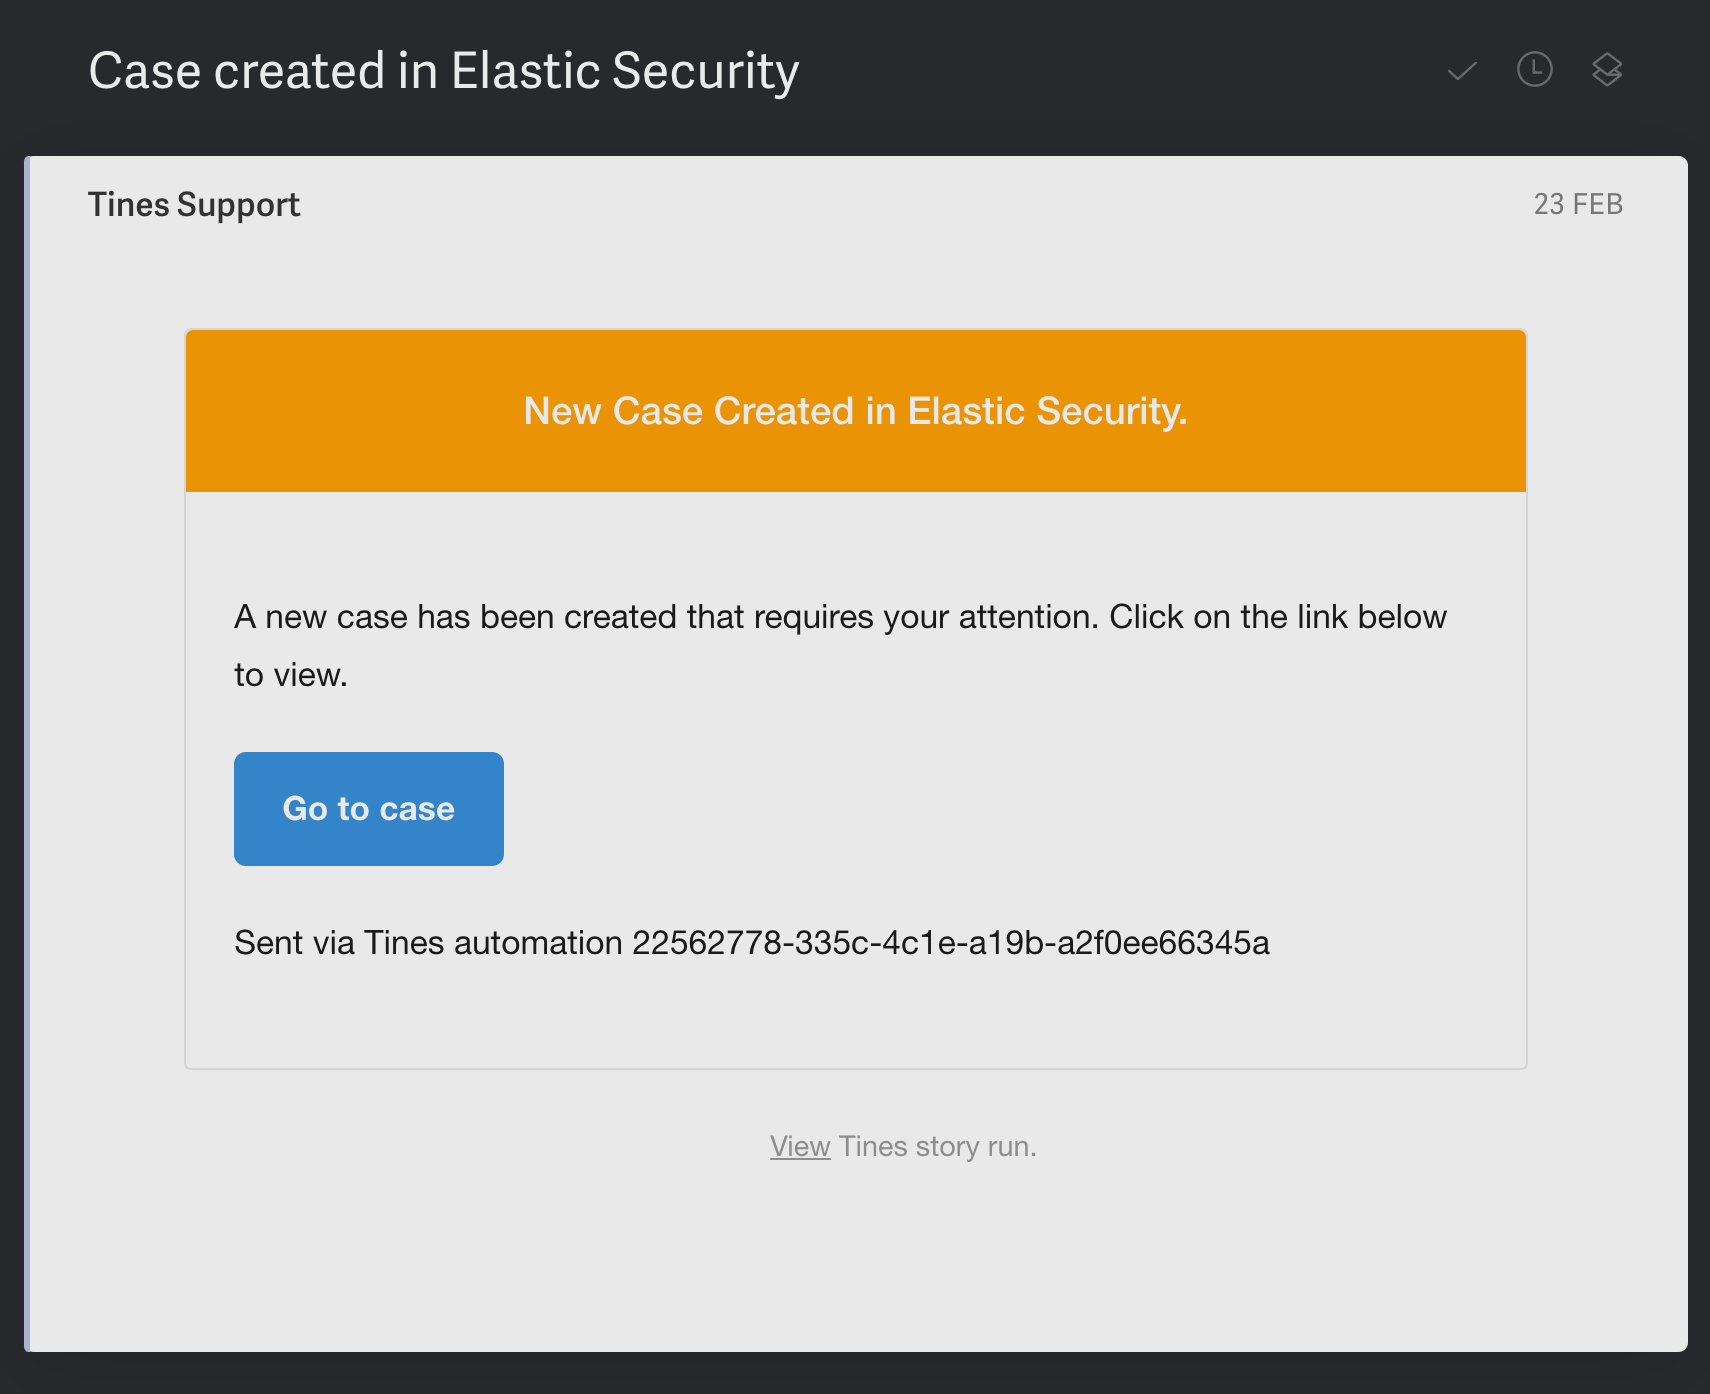 Case created in Elastic Security
Tines Support
23 FEB
New Case Created in Elastic Security.
A new case has been created that requires your attention. Click on the link below
to view.
Go to case
Sent via Tines automation 22562778-335c-4c1e-a19b-a2f0ee66345a
View Tines story run.